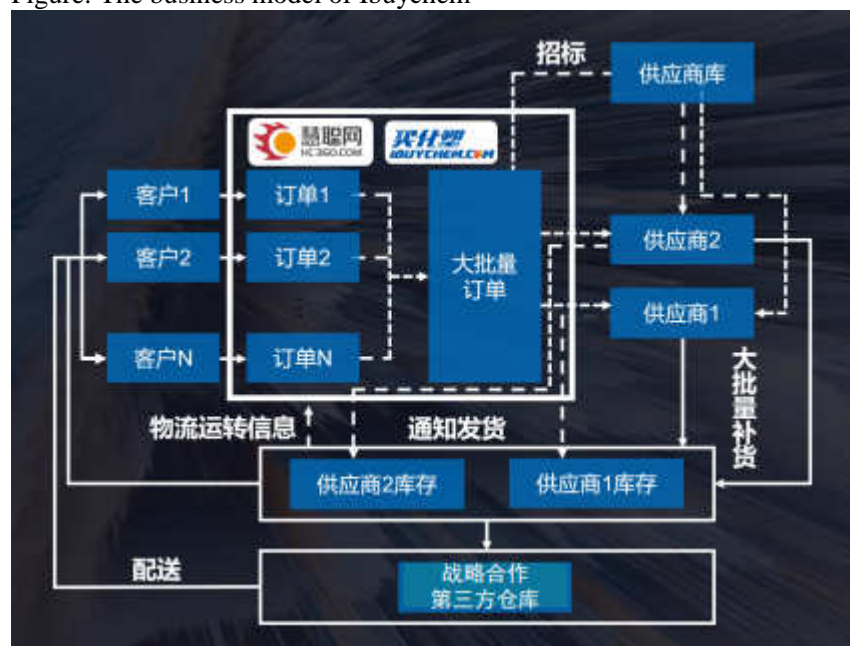 Figure: The business model of Ibuychem
招标
供应商库
慧聪网
HC360.COM
买什塑
IBUYCHEM.COM
客户1
订单1
客户2
订单2
大批量
订单
供应商2
供应商1
客户N
订单N
大批量补货
物流运转信息
通知发货
供应商2库存
供应商1库存
配送
战略合作
第三方仓库